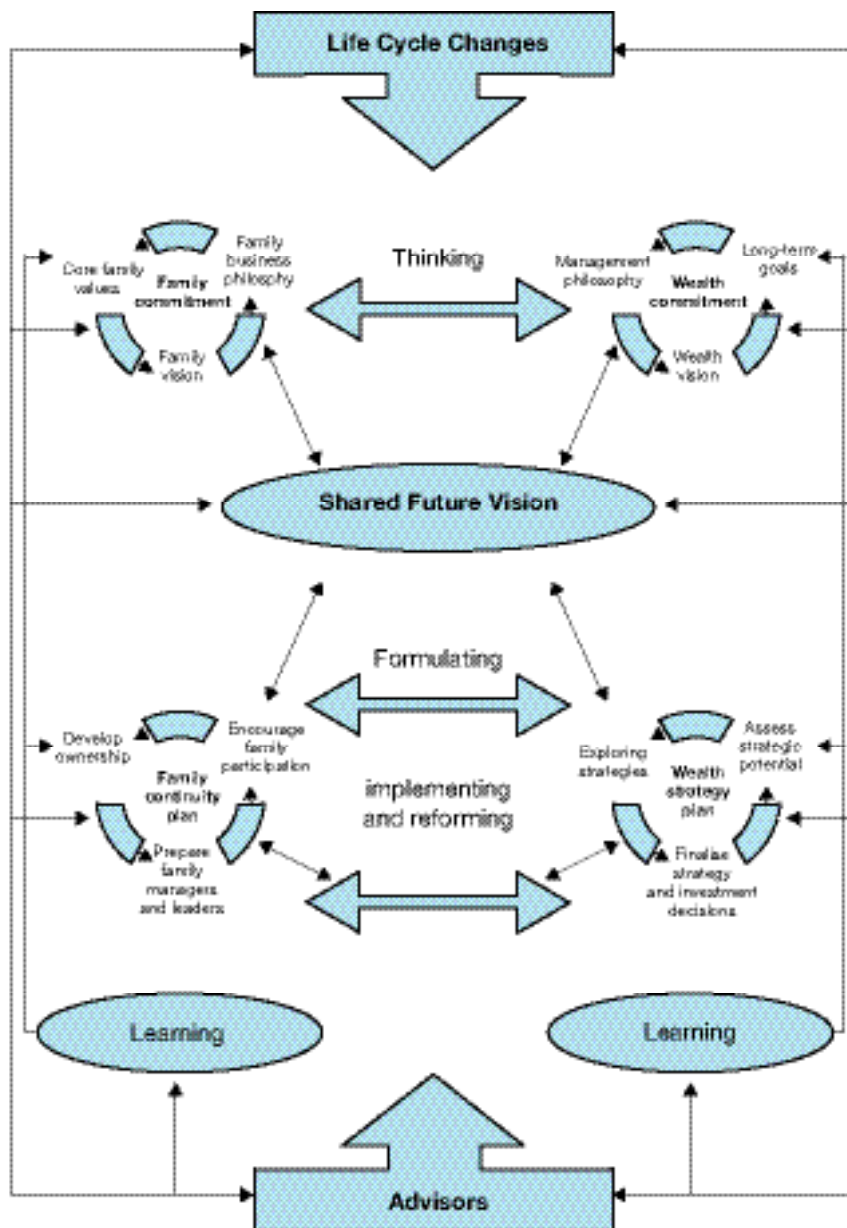 Life Cycle Changes
Core family
values
Family
commitment
Family
business
philosphy
Family
vision
Thinking
Management
philosophy
Wealth
commitment
Long-term
goals
Wealth
vision
Shared Future Vision
Formulating
Develop
ownership
Family
continuity
plan
Encourage
family
participation
Prepare
family
managers
and leaders
implementing
and reforming
Exploring
strategies
Wealth
strategy
plan
Assess
strategic
potential
Finalise
strategy
and investment
decisions
Learning
Learning
Advisors